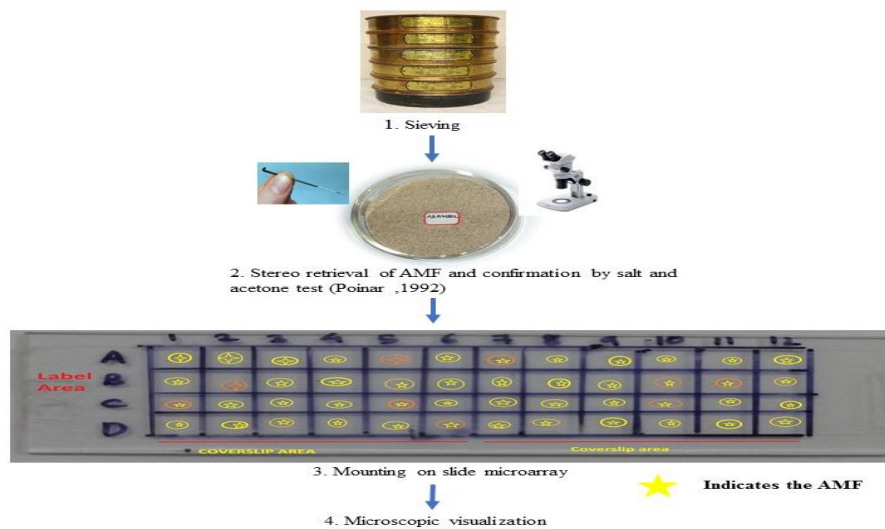 1. Sieving
2. Stereo retrieval of AMF and confirmation by salt and
acetone test (Poinar ,1992)
1 2 3 4 5 6 7 8 9 10 11 12
Label
Area
A
B
C
D
COVERSLIP AREA
Coverslip area
3. Mounting on slide microarray
Indicates the AMF
4. Microscopic visualization